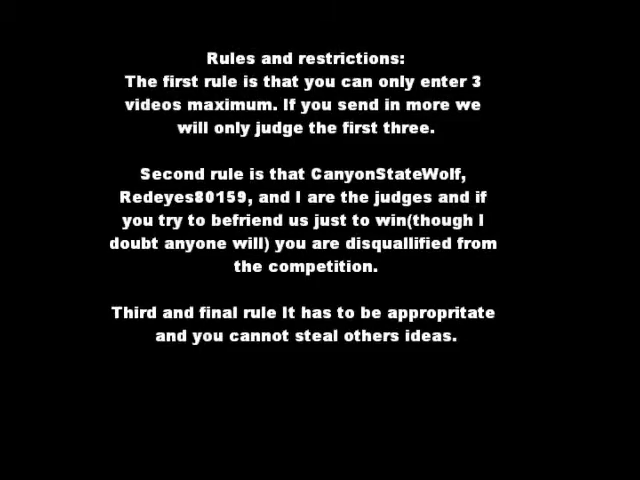 Rules and restrictions:
The first rule is that you can only enter 3
videos maximum. If you send in more we
will only judge the first three.
Second rule is that CanyonStateWolf,
Redeyes80159, and I are the judges and if
you try to befriend us just to win(though I
doubt anyone will) you are disquallified from
the competition.
Third and final rule It has to be appropritate
and you cannot steal others ideas.